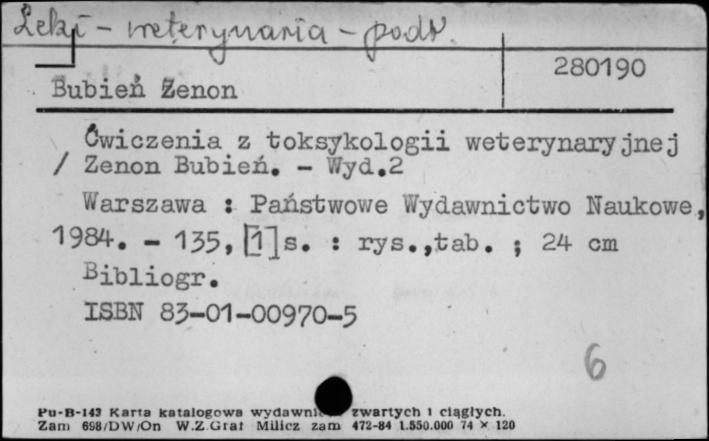 Leki - weterynaria - podr.
280190
Bubień Zenon
Ćwiczenia z toksykologii weterynaryjnej
/ Zenon Bubień. - Wyd.2
Warszawa : Państwowe Wydawnictwo Naukowe,
1984. - 135, [1] s. : rys.,tab. ; 24 cm
Bibliogr.
ISBN 83-01-00970-5
6
Pu-B-143 Karta katalogowa zwartych i ciągłych.
Zam 698/DW/On W.Z.Graf Milicz zam 472-84 1.550.000 74 × 120